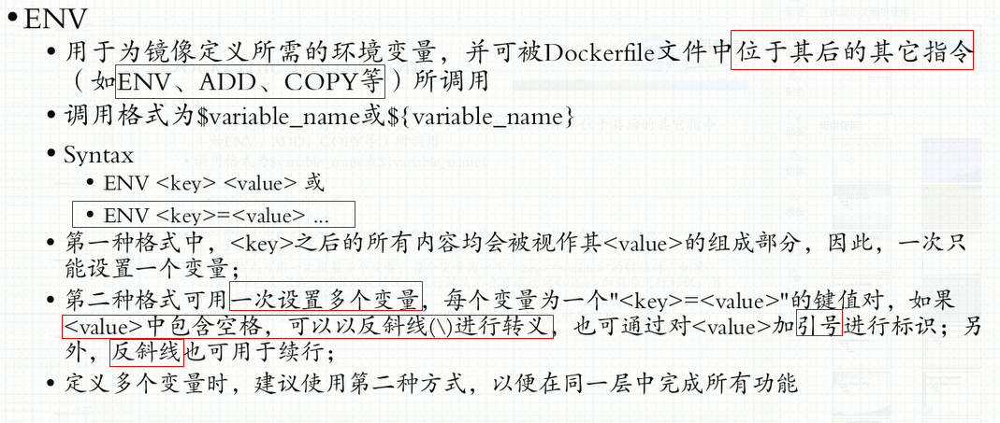 • ENV
• 用于为镜像定义所需的环境变量，并可被Dockerfile文件中位于其后的其它指令
（如ENV、ADD、COPY等）所调用
• 调用格式为$variable_name或${variable_name}
• Syntax
• ENV <key> <value> 或
• ENV <key>=<value> ...
• 第一种格式中，<key>之后的所有内容均会被视作其<value>的组成部分，因此，一次只
能设置一个变量；
• 第二种格式可用一次设置多个变量，每个变量为一个"<key>=<value>"的键值对，如果
<value>中包含空格，可以以反斜线(\)进行转义，也可通过对<value>加引号进行标识；另
外，反斜线也可用于续行；
• 定义多个变量时，建议使用第二种方式，以便在同一层中完成所有功能